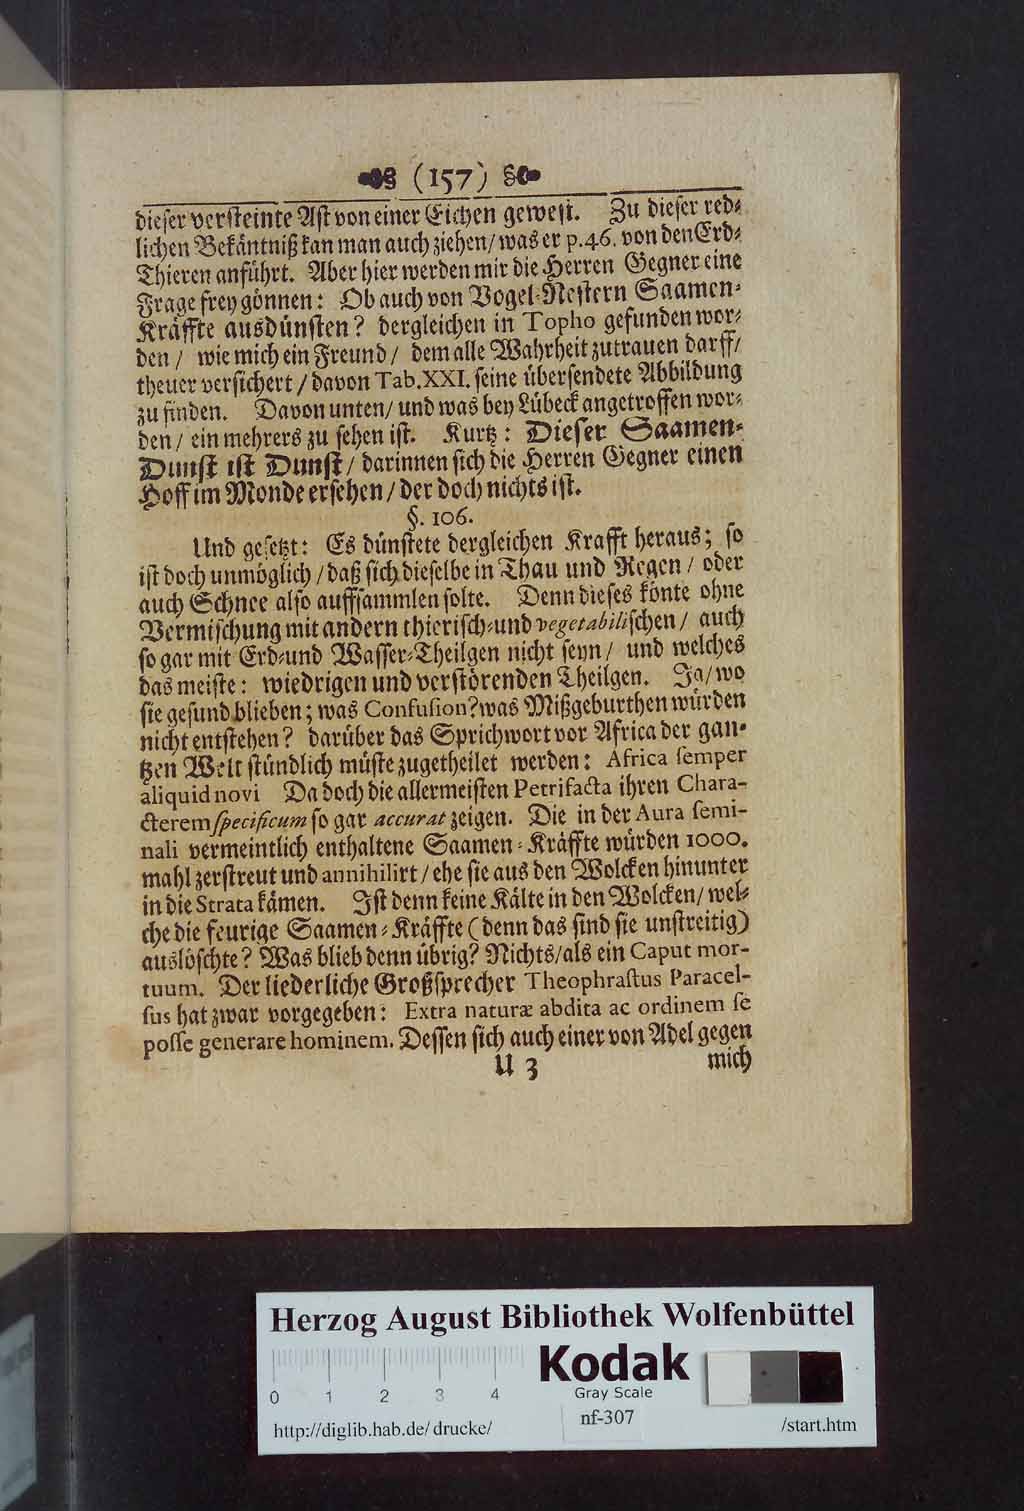 (157)
dieser versteinte Ast von einer Eichen gewest. Zu dieser red-
lichen Bekäntniß kan man auch ziehen/ was er p.46. von den Erd-
Thieren anführt. Aber hier werden mir die Herren Gegner eine
Frage frey gönnen: Ob auch von Vogel-Nestern Saamen-
Kräffte ausdünsten? dergleichen in Topho gefunden wor-
den/ wie mich ein Freund/ dem alle Wahrheit zutrauen darff/
theuer versichert/ davon Tab. XXI. seine übersendete Abbildung
zu finden. Davon unten/ und was bey Lübeck angetroffen wor-
den/ ein mehrers zu sehen ist. Kurtz: Dieser Saamen-
Dunst ist Dunst/ darinnen sich die Herren Gegner einen
Hoff im Monde ersehen/ der doch nichts ist.
§. 106.
Und gesetzt: Es dünstete dergleichen Krafft heraus; so
ist doch unmöglich/ daß sich dieselbe in Thau und Regen/ oder
auch Schnee also auffsammlen solte. Denn dieses könte ohne
Vermischung mit andern thierisch-und vegetabilischen/ auch
so gar mit Erd-und Wasser-Theilgen nicht seyn/ und welches
das meiste: wiedrigen und verstörenden Theilgen. Ja/ wo
sie gesund blieben; was Confusion? was Mißgeburthen würden
nicht entstehen? darüber das Sprichwort vor Africa der gan-
tzen Welt stündlich müste zugetheilet werden: Africa semper
aliquid novi Da doch die allermeisten Petrifacta ihren Chara-
cterem specificum so gar accurat zeigen. Die in der Aura semi-
nali vermeintlich enthaltene Saamen-Kräffte würden 1000.
mahl zerstreut und annihilirt/ ehe sie aus den Wolcken hinunter
in die Strata kämen. Ist denn keine Kälte in den Wolcken/ wel-
che die feurige Saamen-Kräffte (denn das sind sie unstreitig)
auslöschte? Was blieb denn übrig? Nichts/ als ein Caput mor-
tuum. Der liederliche Großsprecher Theophrastus Paracel-
sus hat zwar vorgegeben: Extra naturæ abdita ac ordinem se
posse generare hominem. Dessen sich auch einer von Adel gegen
U 3 mich
Herzog August Bibliothek Wolfenbüttel
0 1 2 3 4
Kodak
Gray Scale
nf-307
http://diglib.hab.de/drucke/ /start.htm